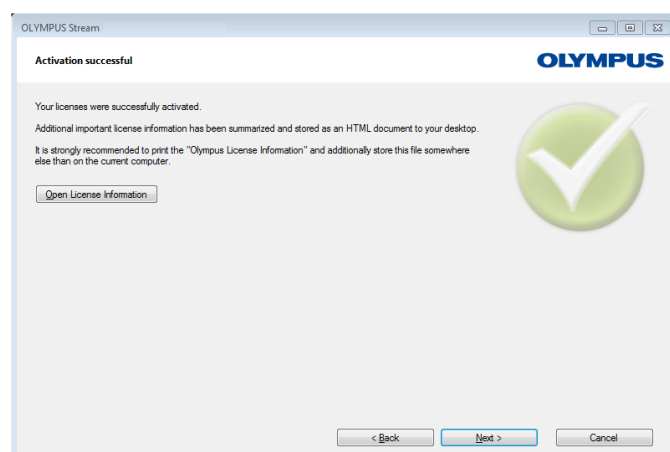 OLYMPUS Stream
Activation successful
OLYMPUS
Your licenses were successfully activated.
Additional important license information has been summarized and stored as an HTML document to your desktop.
It is strongly recommended to print the "Olympus License Information" and additionally store this file somewhere
else than on the current computer.
Open License Information
< Back
Next >
Cancel